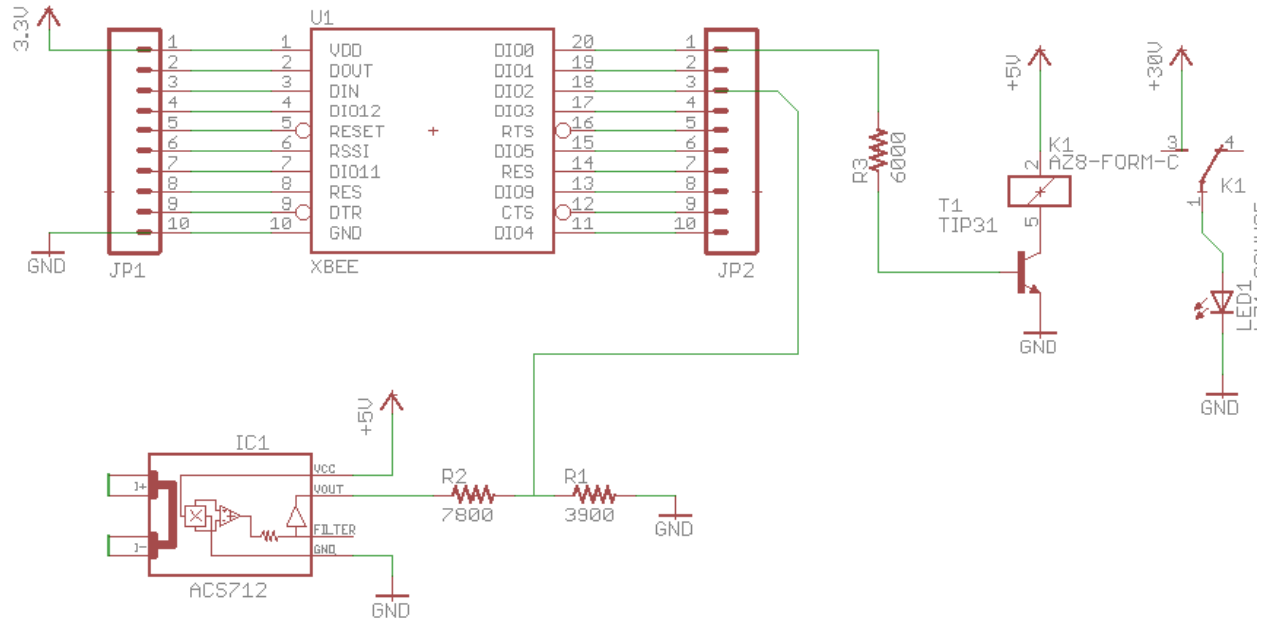 3.3V
GND
JP1
1
2
3
4
5
6
7
8
9
10
U1
XBEE
1 VDD DIO0 20
2 DOUT DIO1 19
3 DIN DIO2 18
4 DIO12 DIO3 17
5 RESET RTS 16
6 RSSI DIO5 15
7 DIO11 RES 14
8 RES DIO9 13
9 DTR CTS 12
10 GND DIO4 11
1
2
3
4
5
6
7
8
9
10
JP2
R3
6000
+5V
K1
AZ8-FORM-C
2
5
T1
TIP31
GND
+30V
3
4
K1
1
LED1
GND
IC1
+5V
I+
I-
VCC
VOUT
FILTER
GND
ACS712
GND
R2
7800
R1
3900
GND